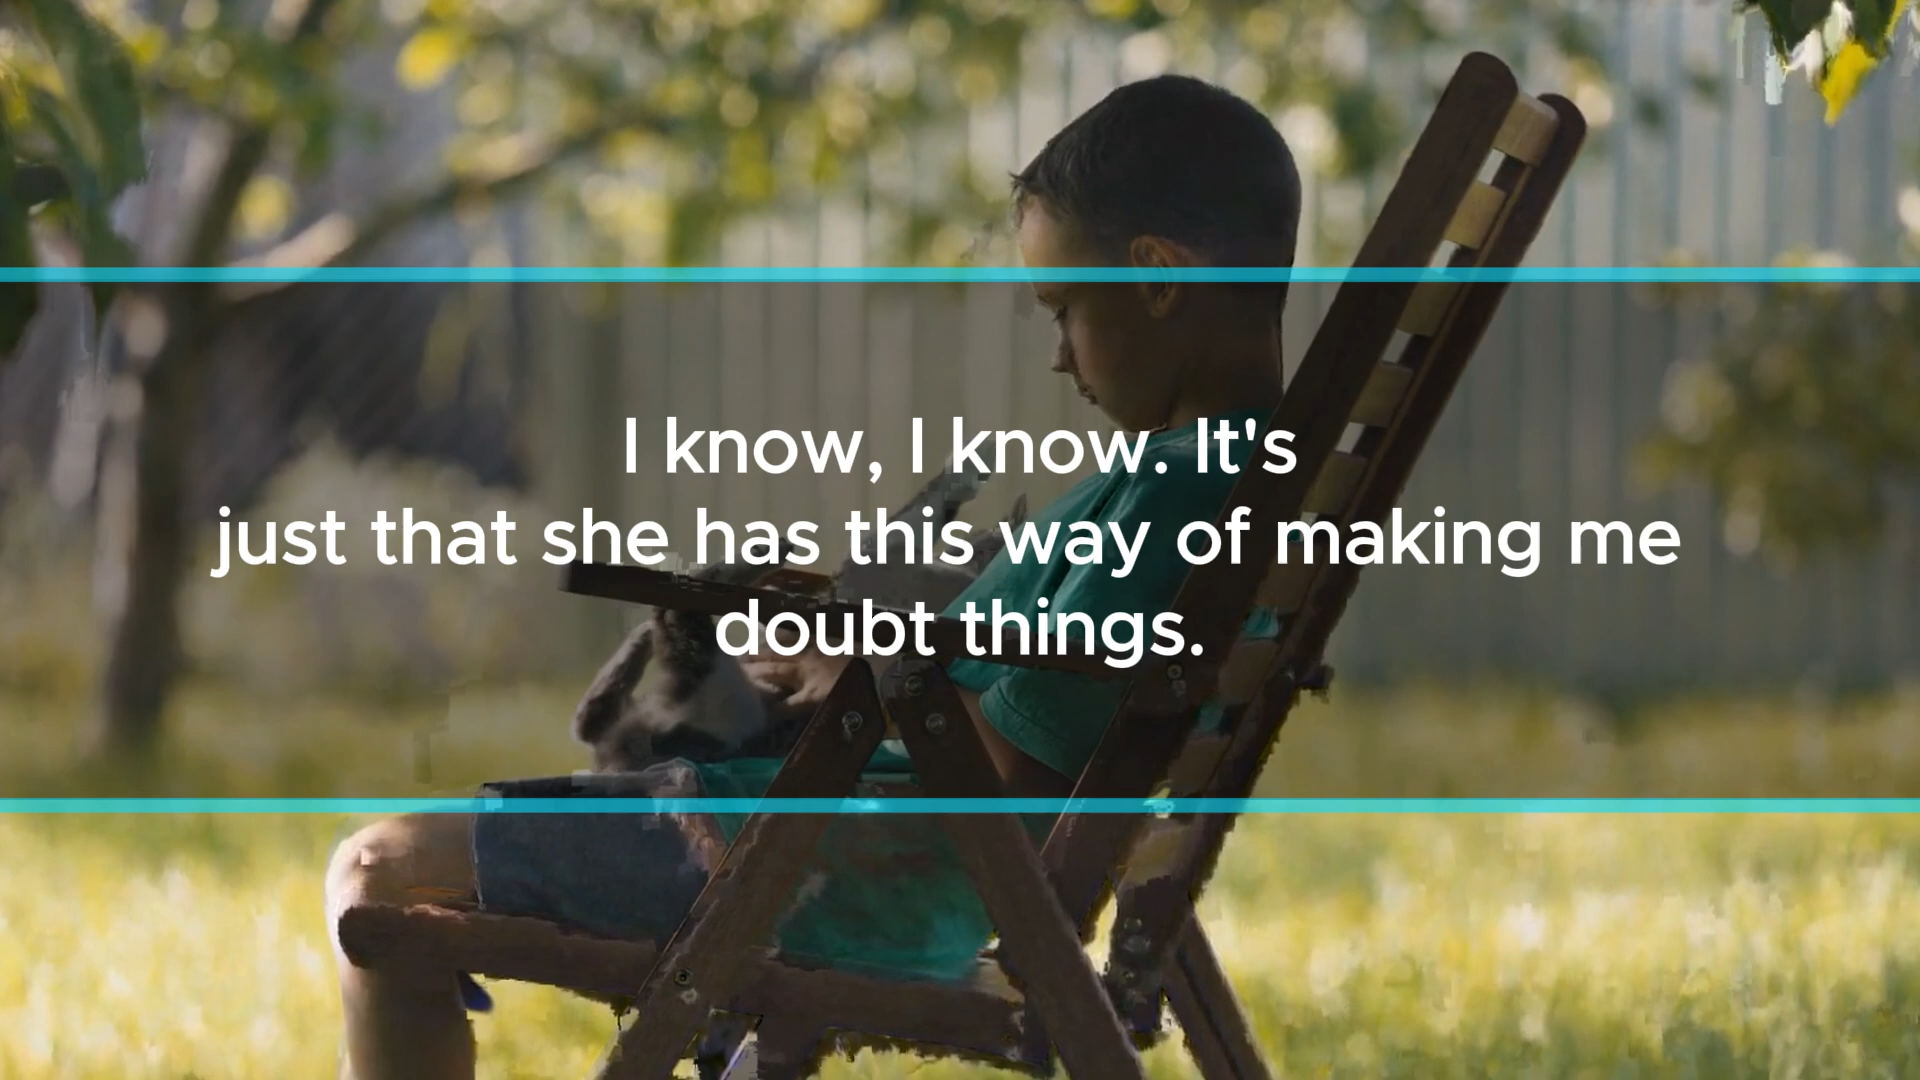 I know, I know. It's
just that she has this way of making me
doubt things.